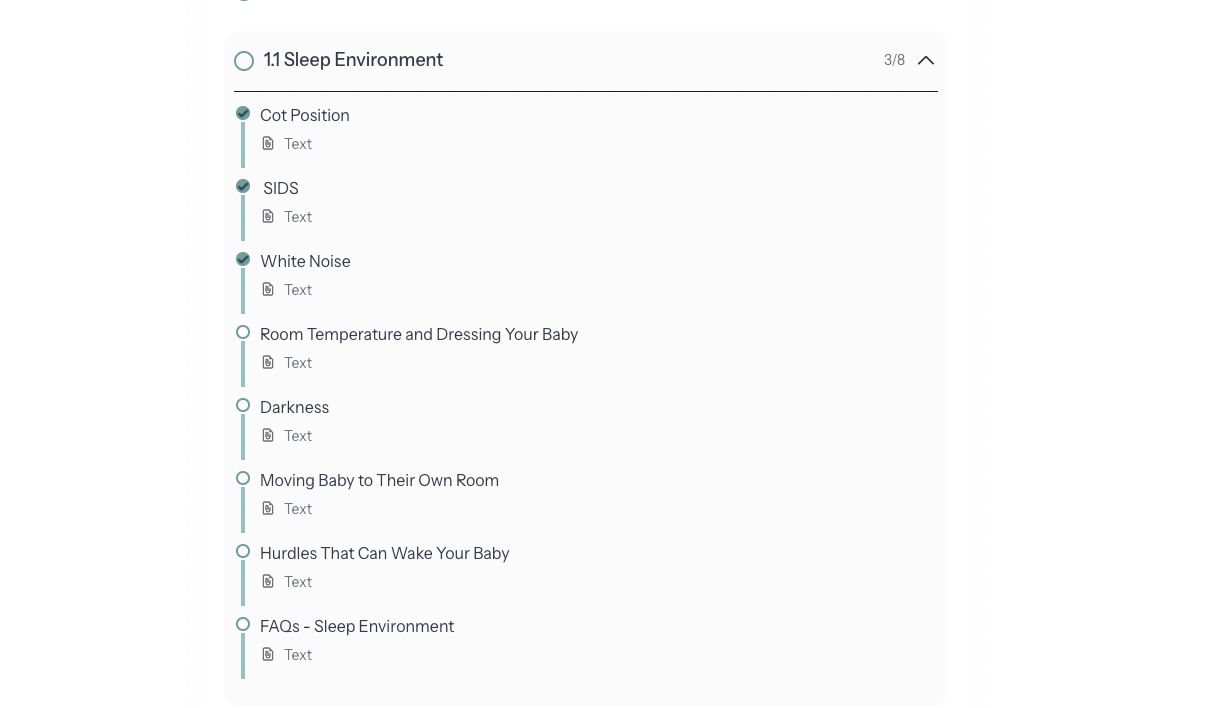 1.1 Sleep Environment 3/8
Cot Position
Text
SIDS
Text
White Noise
Text
Room Temperature and Dressing Your Baby
Text
Darkness
Text
Moving Baby to Their Own Room
Text
Hurdles That Can Wake Your Baby
Text
FAQs - Sleep Environment
Text